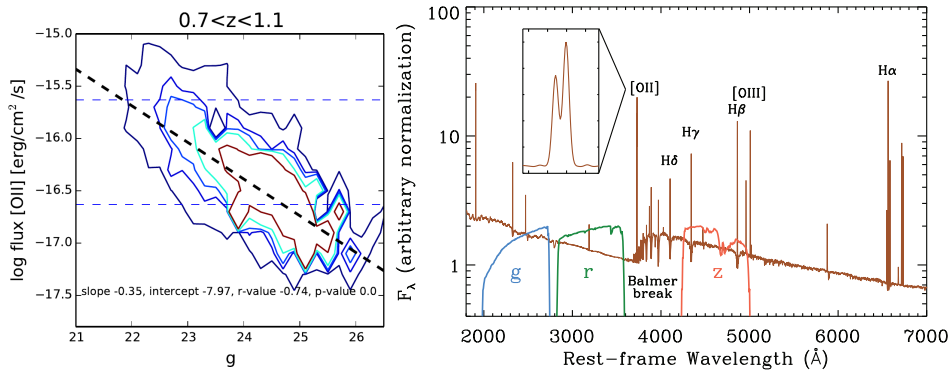 0.7<z<1.1
log flux [OII] [erg/cm² /s]
−15.0
−15.5
−16.0
−16.5
−17.0
−17.5
slope -0.35, intercept -7.97, r-value -0.74, p-value 0.0
21 22 23 24 25 26
g
Fλ (arbitrary normalization)
100
10
1
[OII]
Hδ
Hγ
[OIII]
Hβ
Hα
g
r
Balmer
break
z
2000 3000 4000 5000 6000 7000
Rest-frame Wavelength (Å)